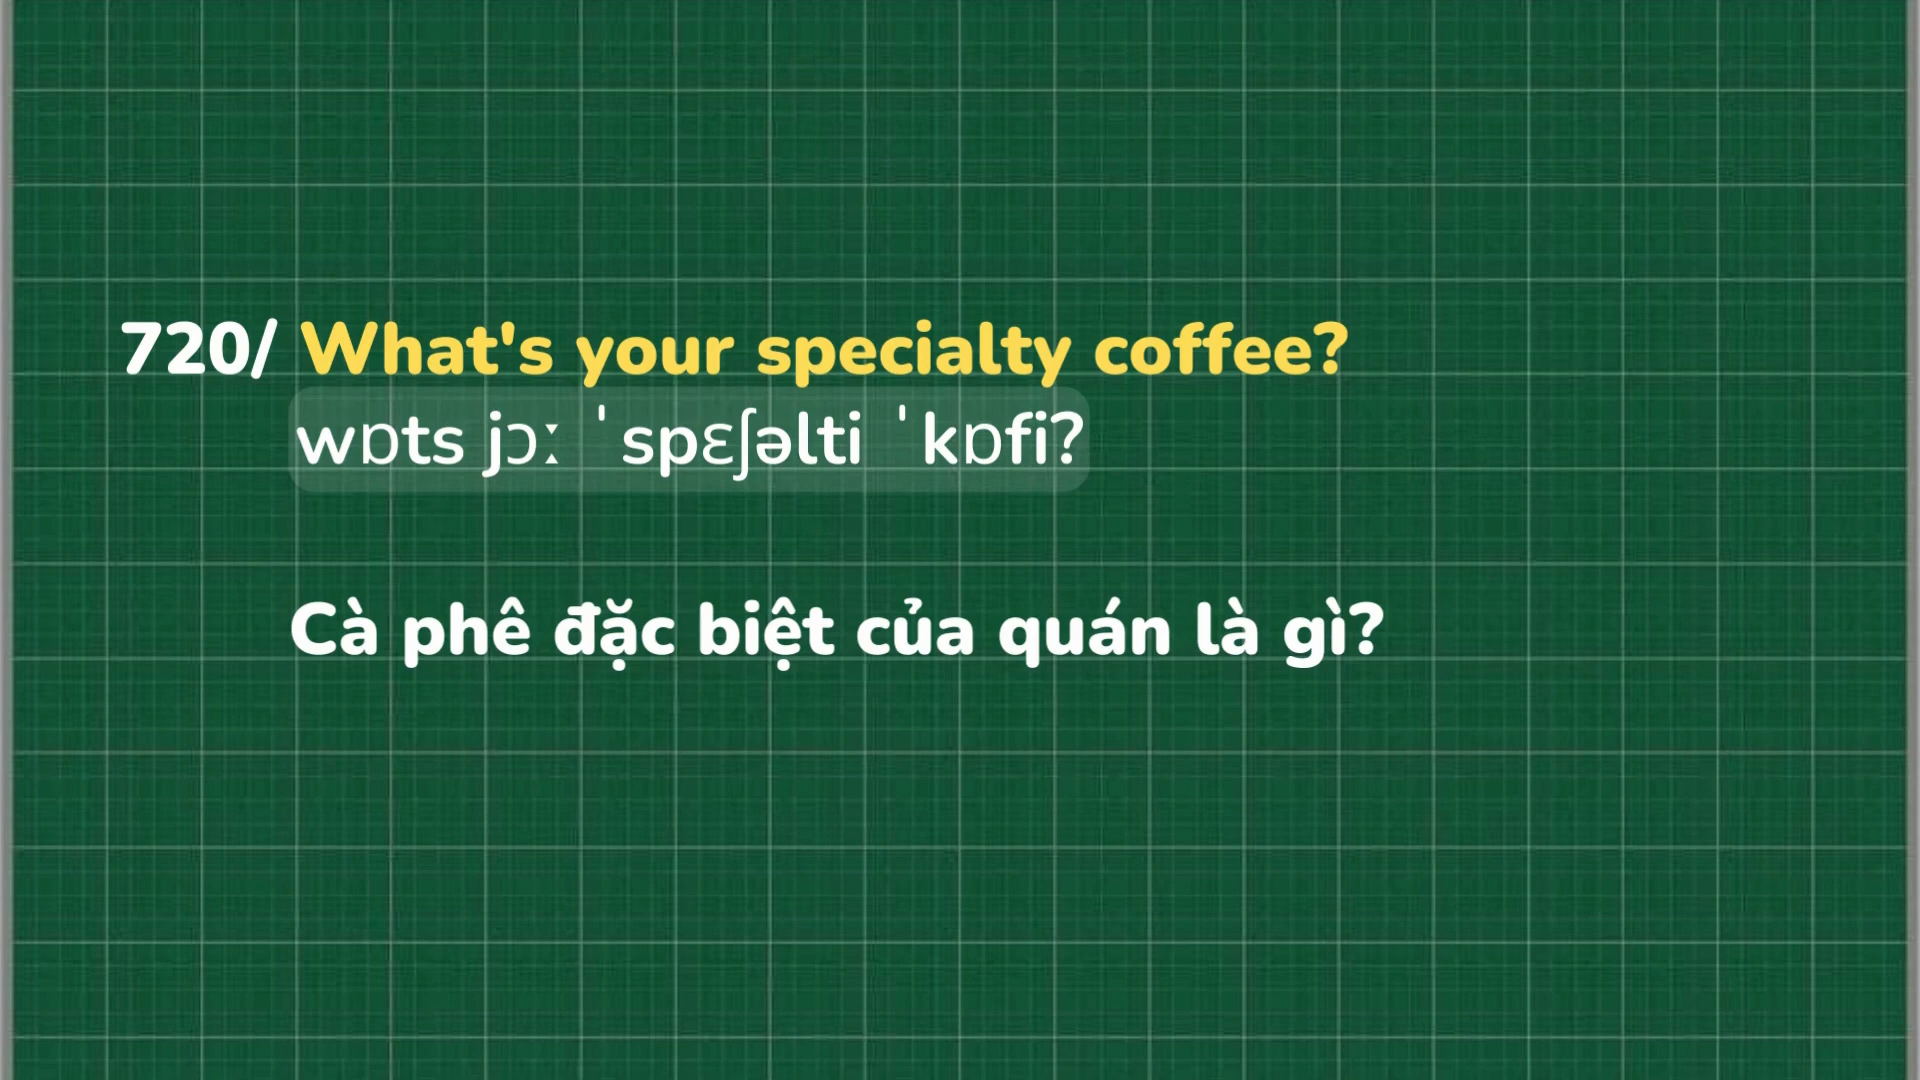 720/ What's your specialty coffee?
wɒts jɔː ˈspɛʃəlti ˈkɒfi?
Cà phê đặc biệt của quán là gì?